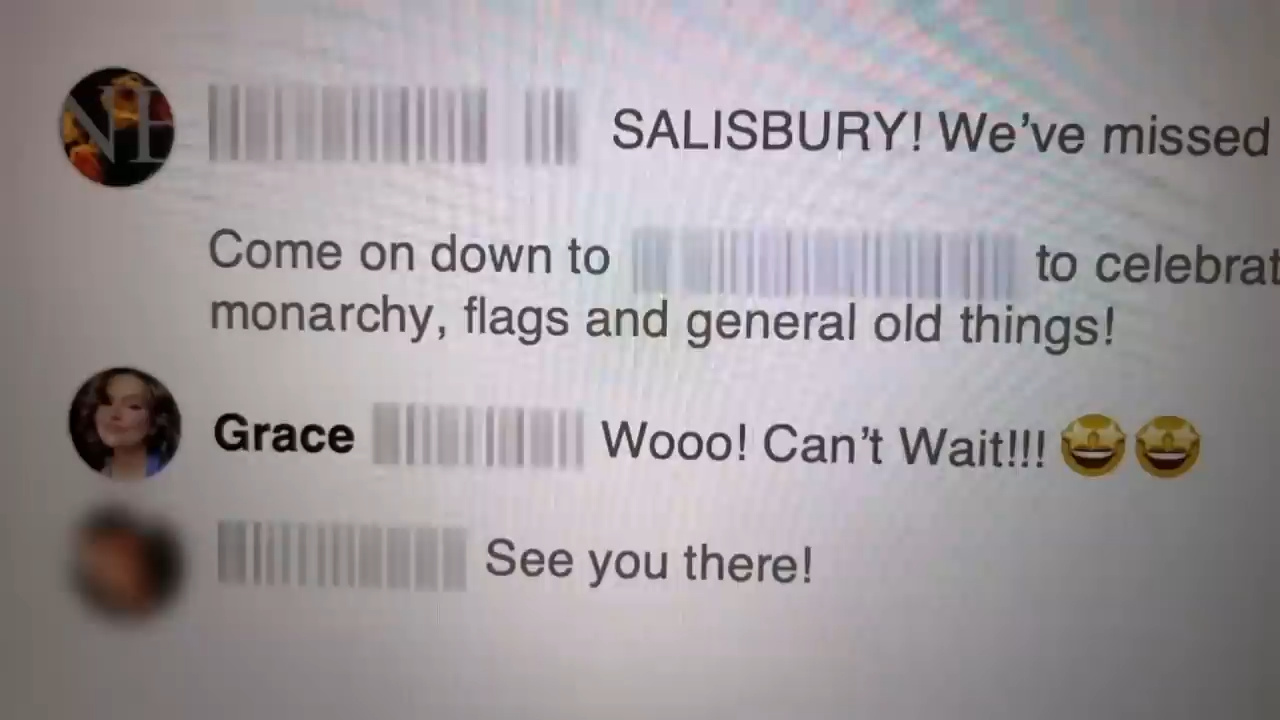 NH
SALISBURY! We've missed
Come on down to to celebrat
monarchy, flags and general old things!
Grace Wooo! Can't Wait!!! 🤩🤩
See you there!